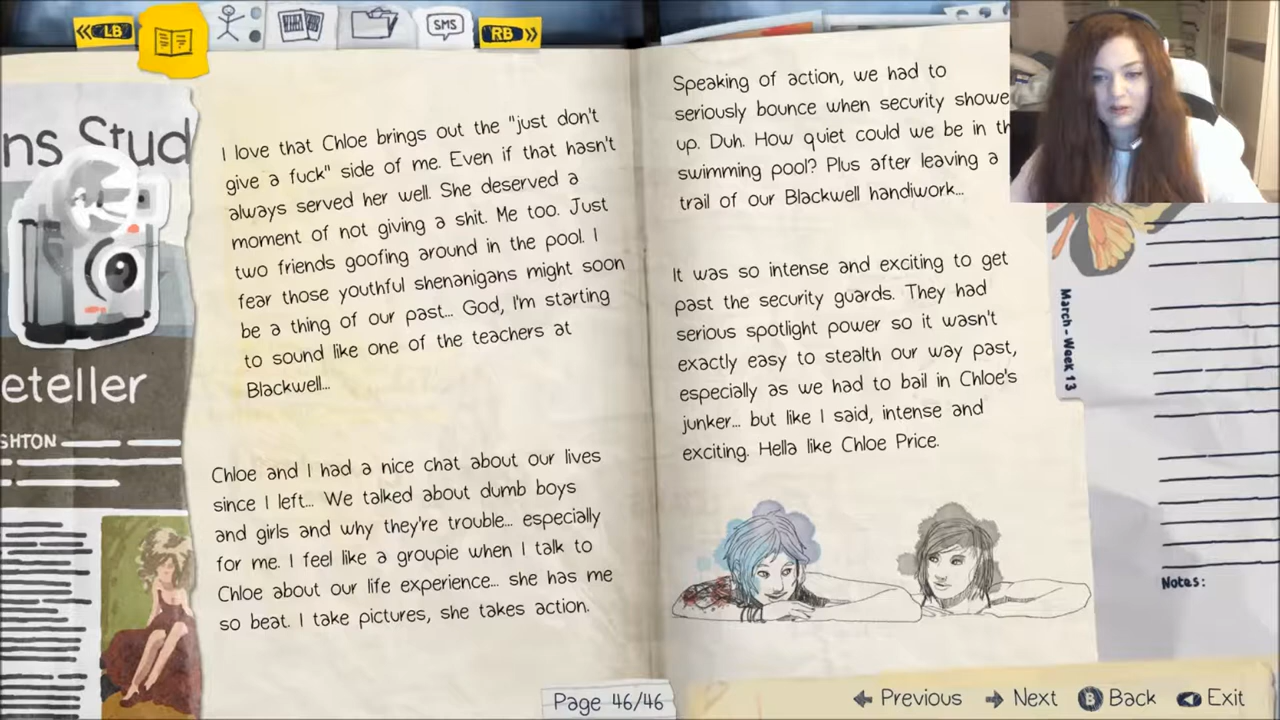 LB
SMS
RB
ns Stud
eteller
SHTON
I love that Chloe brings out the "just don't
give a fuck" side of me. Even if that hasn't
always served her well. She deserved a
moment of not giving a shit. Me too. Just
two friends goofing around in the pool. I
fear those youthful shenanigans might soon
be a thing of our past... God, I'm starting
to sound like one of the teachers at
Blackwell...
Chloe and I had a nice chat about our lives
since I left... We talked about dumb boys
and girls and why they're trouble... especially
for me. I feel like a groupie when I talk to
Chloe about our life experience... she has me
so beat. I take pictures, she takes action.
Speaking of action, we had to
seriously bounce when security showe
up. Duh. How quiet could we be in th
swimming pool? Plus after leaving a
trail of our Blackwell handiwork...
It was so intense and exciting to get
past the security guards. They had
serious spotlight power so it wasn't
exactly easy to stealth our way past,
especially as we had to bail in Chloe's
junker... but like I said, intense and
exciting. Hella like Chloe Price.
March - Week 13
Notes:
Page 46/46
Previous
Next
B Back
Exit